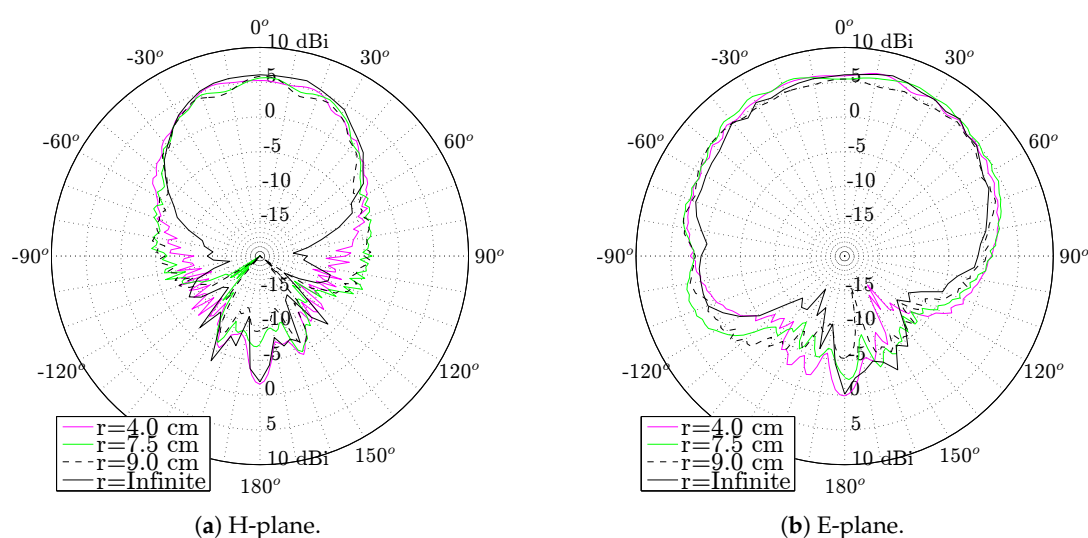 0°
10 dBi
-30° 30°
5
0
-60° 60°
-5
-10
-15
-90° 90°
-15
-10
-120° 120°
-5
0
5
-150° 150°
10 dBi
180°
r=4.0 cm
r=7.5 cm
r=9.0 cm
r=Infinite
(a) H-plane.
0°
10 dBi
-30° 30°
5
0
-60° 60°
-5
-10
-15
-90° 90°
-15
-10
-120° 120°
-5
0
5
150°
10 dBi
180°
r=4.0 cm
r=7.5 cm
r=9.0 cm
r=Infinite
(b) E-plane.